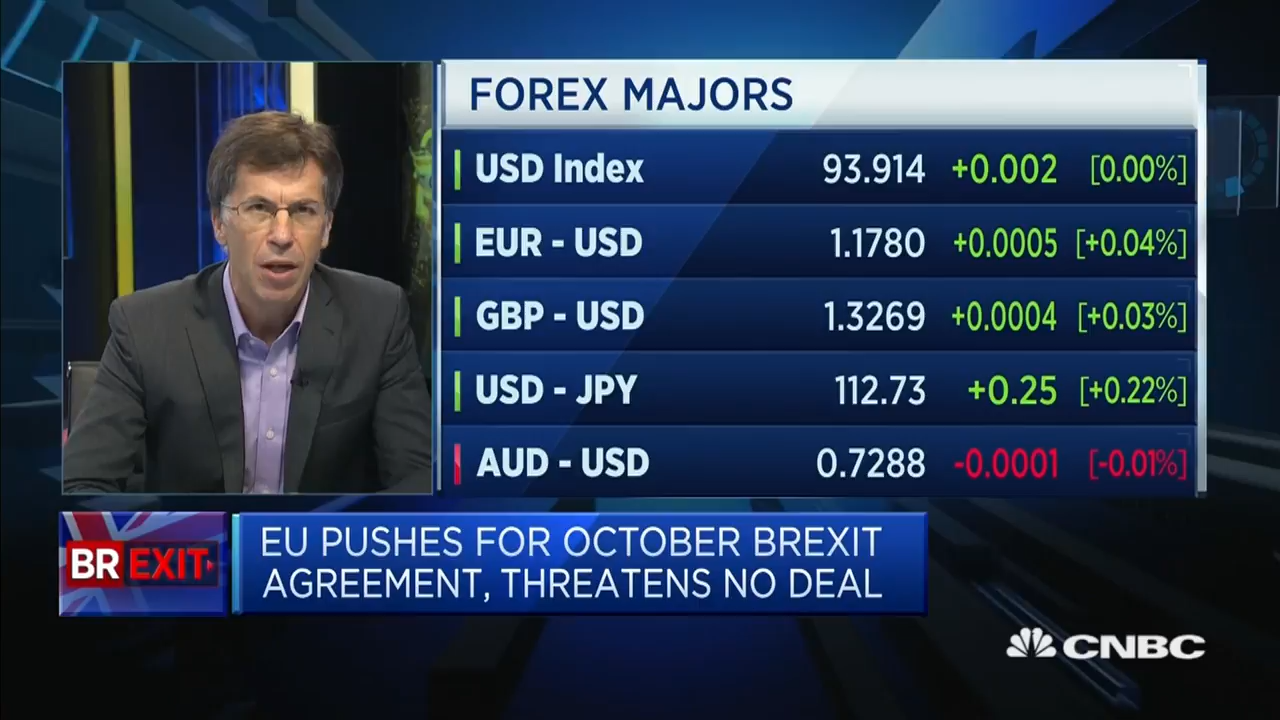 FOREX MAJORS
USD Index 93.914 +0.002 [0.00%]
EUR - USD 1.1780 +0.0005 [+0.04%]
GBP - USD 1.3269 +0.0004 [+0.03%]
USD - JPY 112.73 +0.25 [+0.22%]
AUD - USD 0.7288 -0.0001 [-0.01%]
BREXIT
EU PUSHES FOR OCTOBER BREXIT
AGREEMENT, THREATENS NO DEAL
CNBC